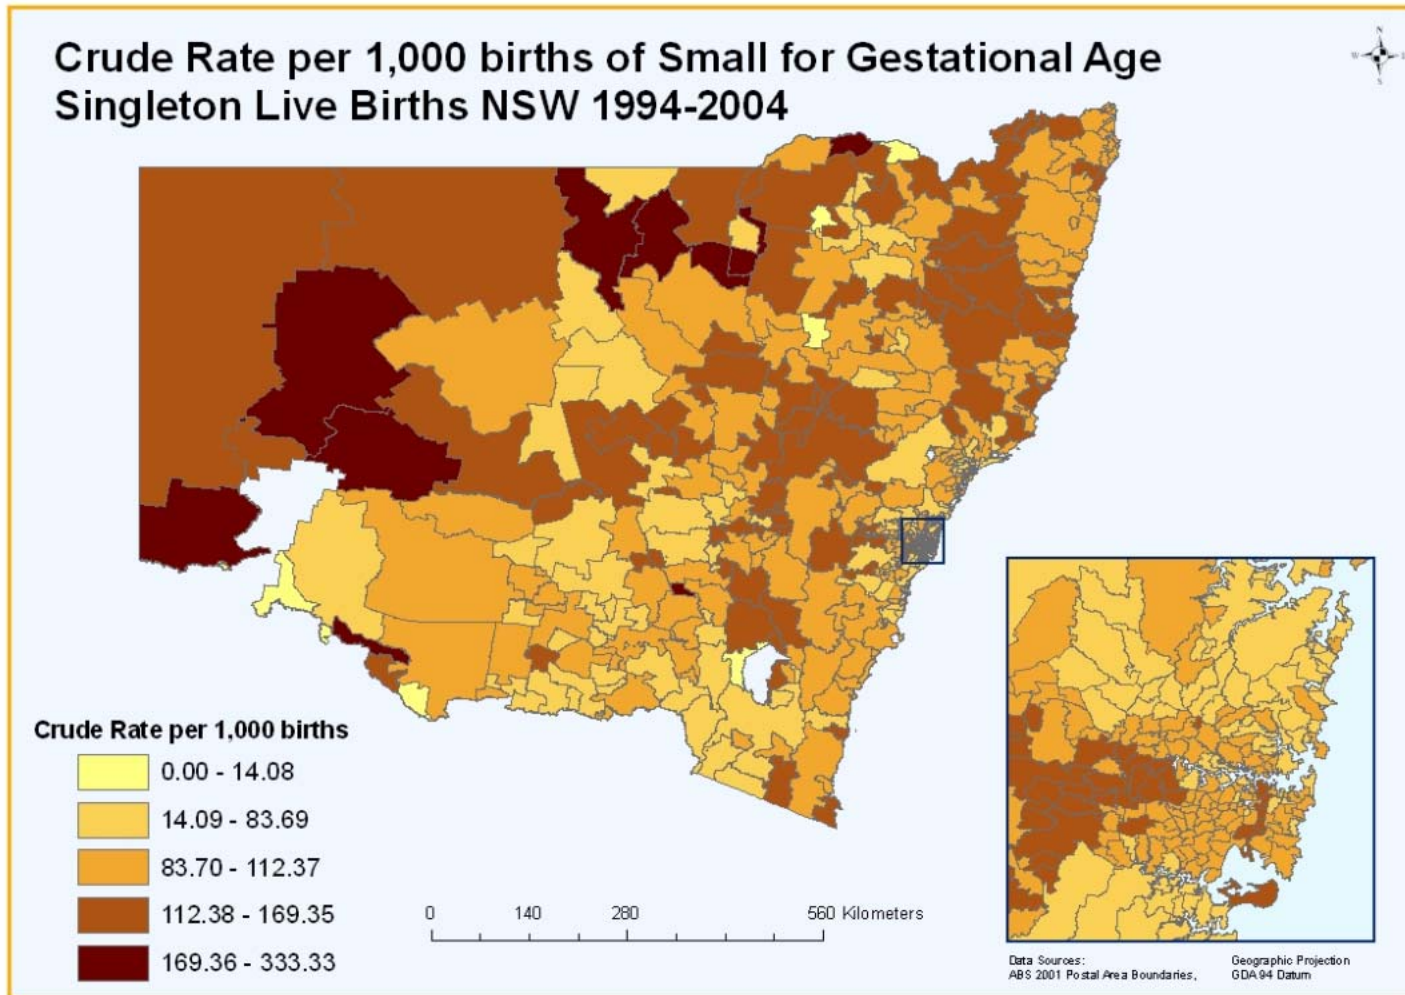 Crude Rate per 1,000 births of Small for Gestational Age
Singleton Live Births NSW 1994-2004
N
W
S
Crude Rate per 1,000 births
0.00 - 14.08
14.09 - 83.69
83.70 - 112.37
112.38 - 169.35
169.36 - 333.33
0 140 280 560 Kilometers
Data Sources:
ABS 2001 Postal Area Boundaries,
Geographic Projection
GDA 94 Datum